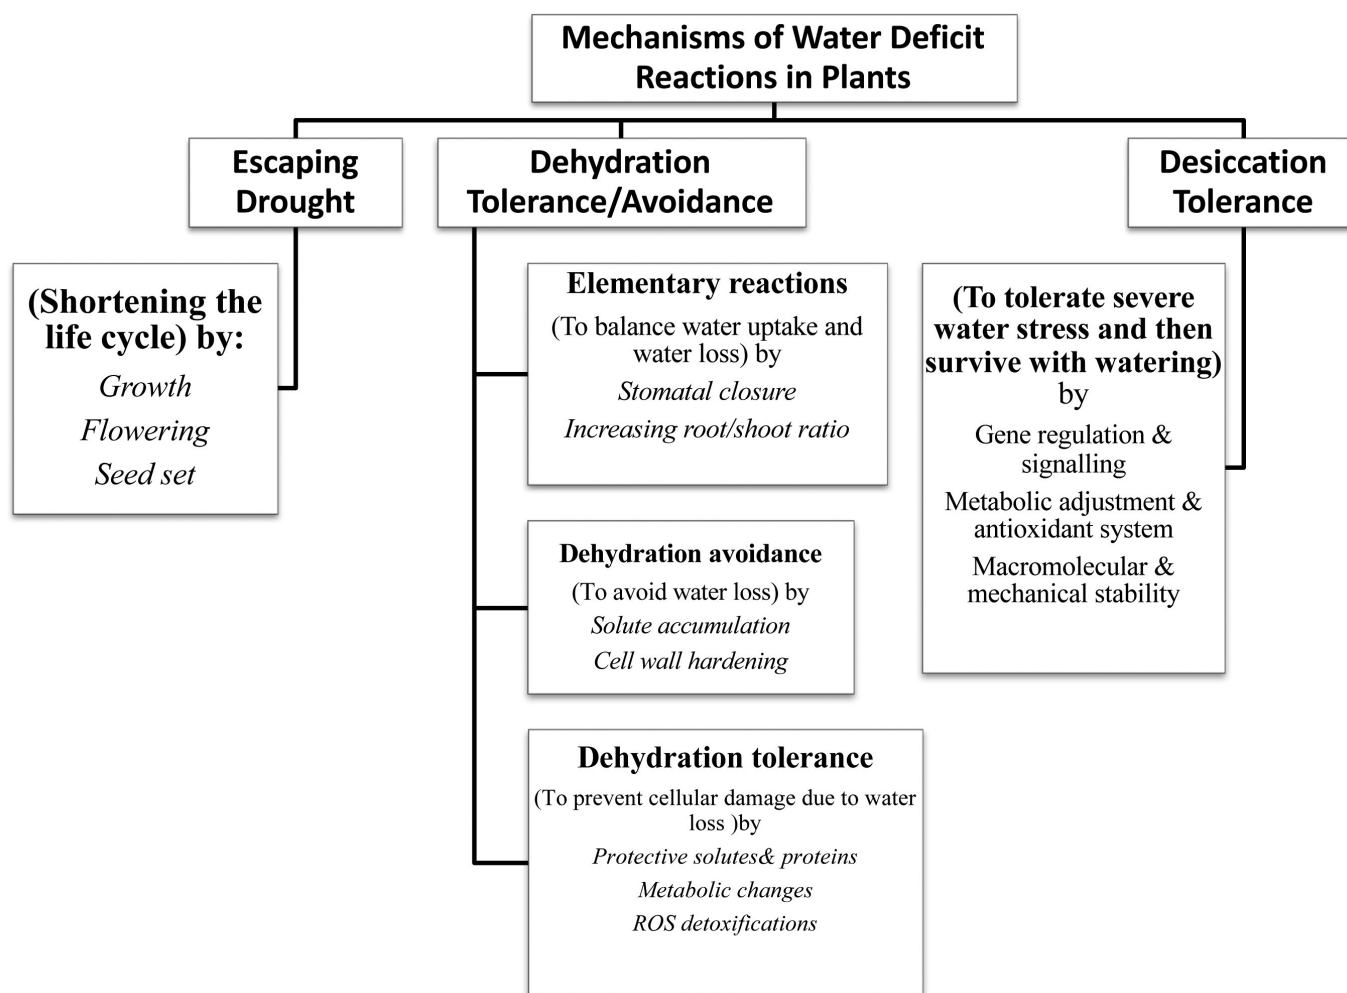 Mechanisms of Water Deficit
Reactions in Plants
Escaping
Drought
Dehydration
Tolerance/Avoidance
Desiccation
Tolerance
(Shortening the
life cycle) by:
Growth
Flowering
Seed set
Elementary reactions
(To balance water uptake and
water loss) by
Stomatal closure
Increasing root/shoot ratio
Dehydration avoidance
(To avoid water loss) by
Solute accumulation
Cell wall hardening
Dehydration tolerance
(To prevent cellular damage due to water
loss )by
Protective solutes& proteins
Metabolic changes
ROS detoxifications
(To tolerate severe
water stress and then
survive with watering)
by
Gene regulation &
signalling
Metabolic adjustment &
antioxidant system
Macromolecular &
mechanical stability